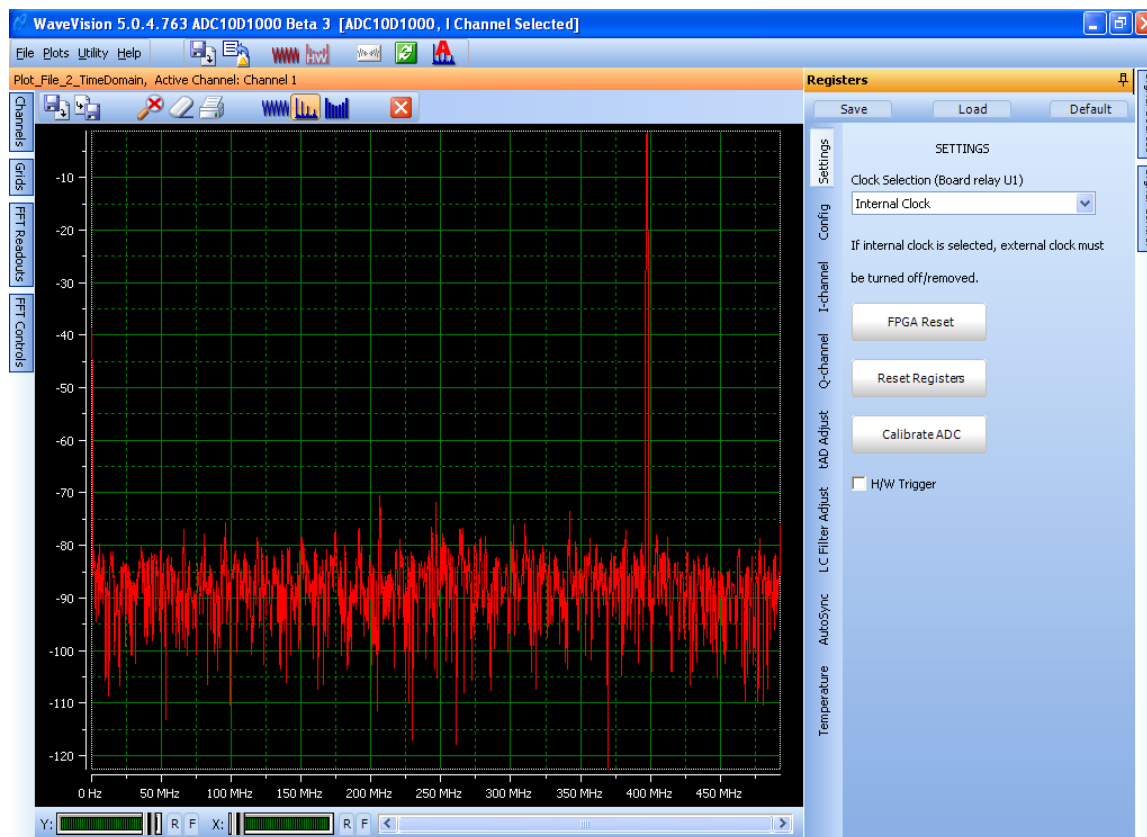 WaveVision 5.0.4.763 ADC10D1000 Beta 3 [ADC10D1000, I Channel Selected]
File Plots Utility Help
Plot_File_2_TimeDomain, Active Channel: Channel 1
Channels
Grids
FFT Readouts
FFT Controls
-10
-20
-30
-40
-50
-60
-70
-80
-90
-100
-110
-120
0 Hz 50 MHz 100 MHz 150 MHz 200 MHz 250 MHz 300 MHz 350 MHz 400 MHz 450 MHz
Y: R F X: R F
Registers
Save Load Default
Settings
Config
I-channel
Q-channel
tAD Adjust
LC Filter Adjust
AutoSync
Temperature
SETTINGS
Clock Selection (Board relay U1)
Internal Clock
If internal clock is selected, external clock must
be turned off/removed.
FPGA Reset
Reset Registers
Calibrate ADC
H/W Trigger